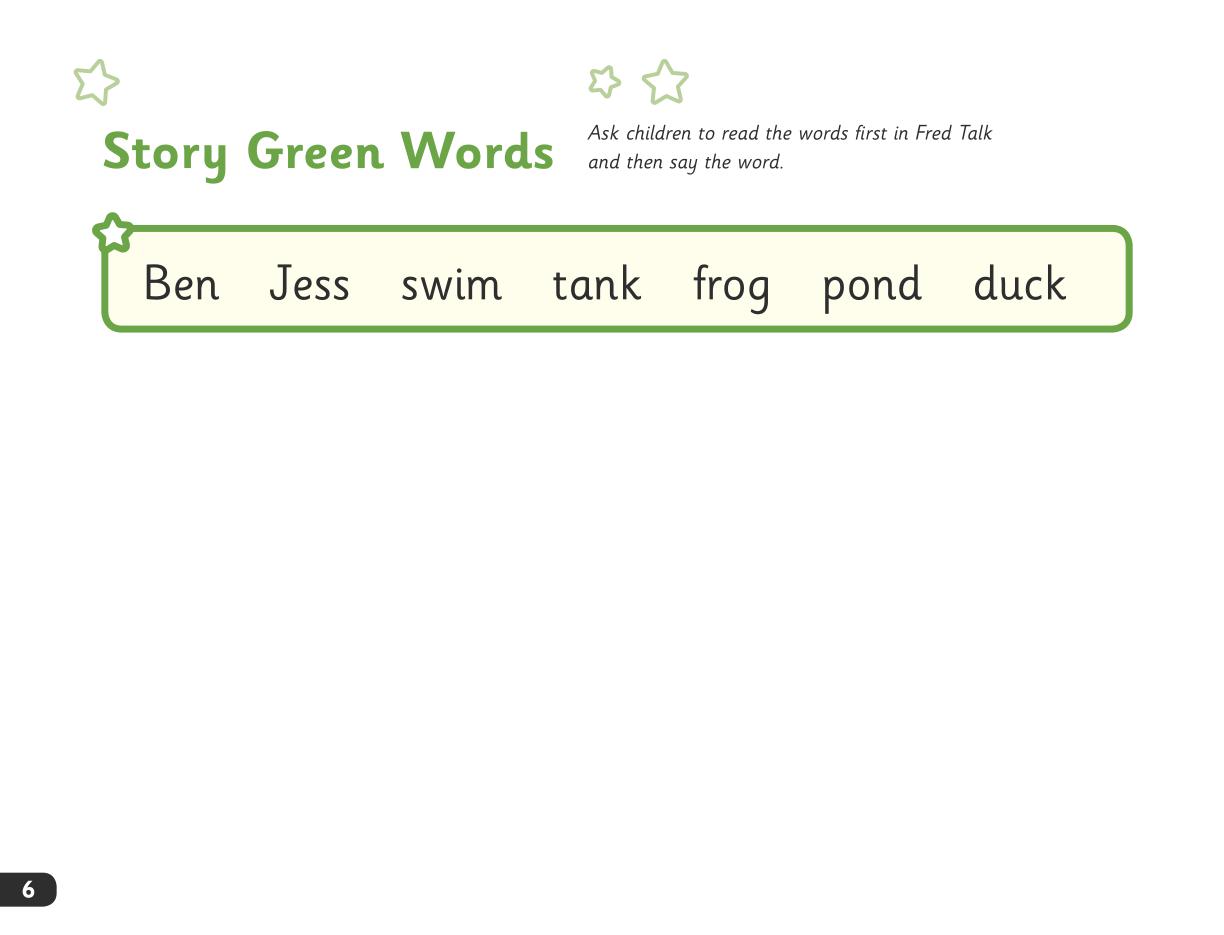 Story Green Words
Ask children to read the words first in Fred Talk
and then say the word.
Ben Jess swim tank frog pond duck
6